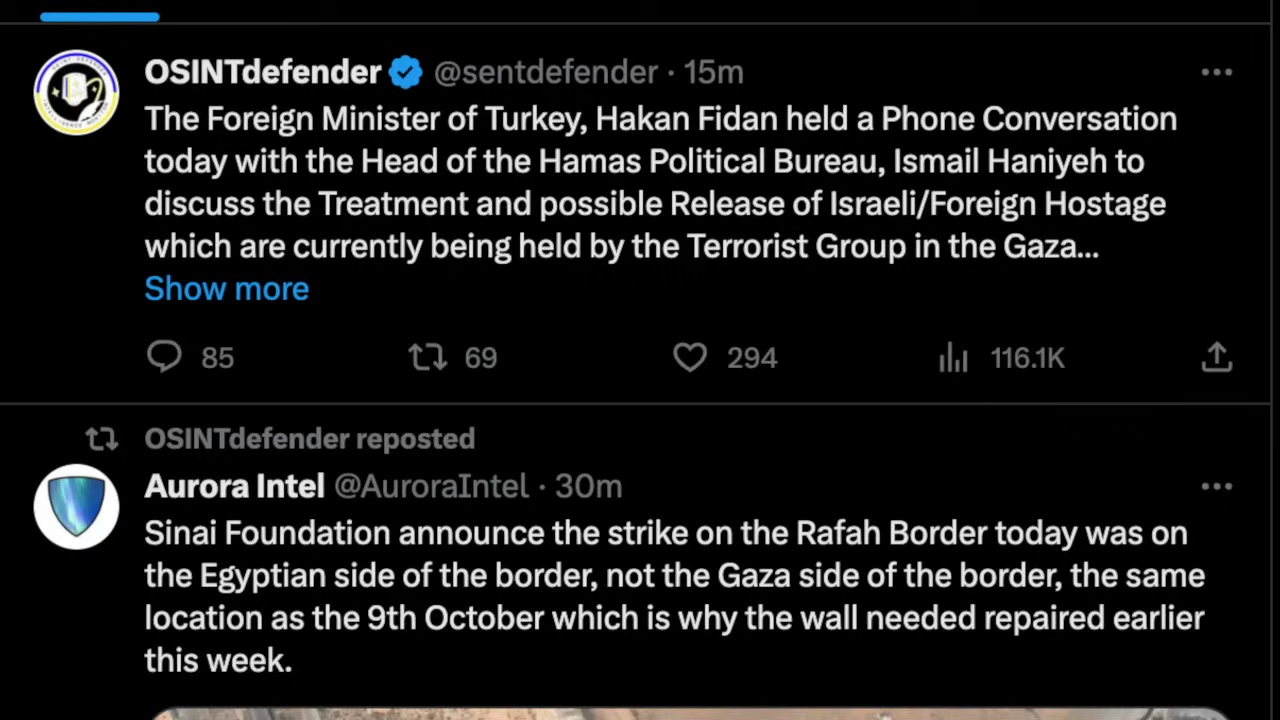 OSINTdefender @sentdefender · 15m
The Foreign Minister of Turkey, Hakan Fidan held a Phone Conversation
today with the Head of the Hamas Political Bureau, Ismail Haniyeh to
discuss the Treatment and possible Release of Israeli/Foreign Hostage
which are currently being held by the Terrorist Group in the Gaza...
Show more
85 69 294 116.1K
OSINTdefender reposted
Aurora Intel @AuroraIntel · 30m
Sinai Foundation announce the strike on the Rafah Border today was on
the Egyptian side of the border, not the Gaza side of the border, the same
location as the 9th October which is why the wall needed repaired earlier
this week.